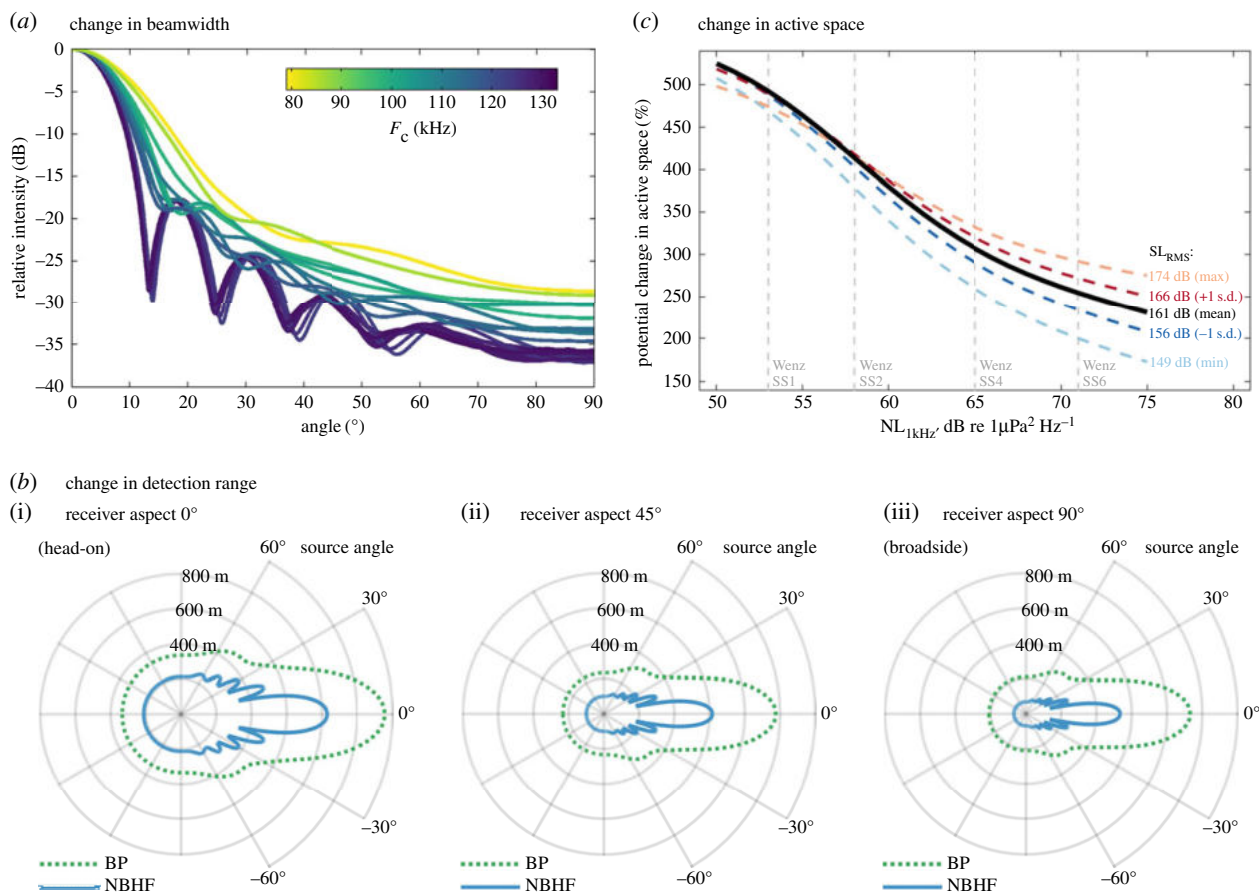 (a) change in beamwidth
0
−5
−10
−15
−20
−25
−30
−35
−40
relative intensity (dB)
80 90 100 110 120 130
Fc (kHz)
0 10 20 30 40 50 60 70 80 90
angle (°)
(c) change in active space
500
450
400
350
300
250
200
150
potential change in active space (%)
SLRMS:
174 dB (max)
166 dB (+1 s.d.)
161 dB (mean)
156 dB (−1 s.d.)
149 dB (min)
Wenz SS1
Wenz SS2
Wenz SS4
Wenz SS6
50 55 60 65 70 75 80
NL1kHz, dB re 1µPa² Hz⁻¹
(b) change in detection range
(i) receiver aspect 0°
(head-on)
60° source angle
800 m
600 m
400 m
30°
0°
−30°
−60°
BP
NBHF
(ii) receiver aspect 45°
60° source angle
800 m
600 m
400 m
30°
0°
−30°
−60°
BP
NBHF
(iii) receiver aspect 90°
(broadside)
60° source angle
800 m
600 m
400 m
30°
0°
−30°
−60°
BP
NBHF